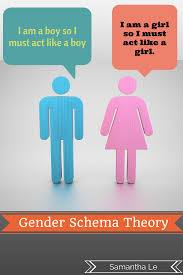 I am a boy so I
must act like a boy
I am a girl
so I must
act like a
girl.
Gender Schema Theory
Samantha Le